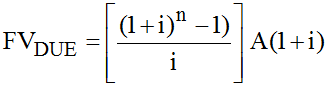 FV_DUE = [ ((1+i)^n −1) / i ] A(1+i)